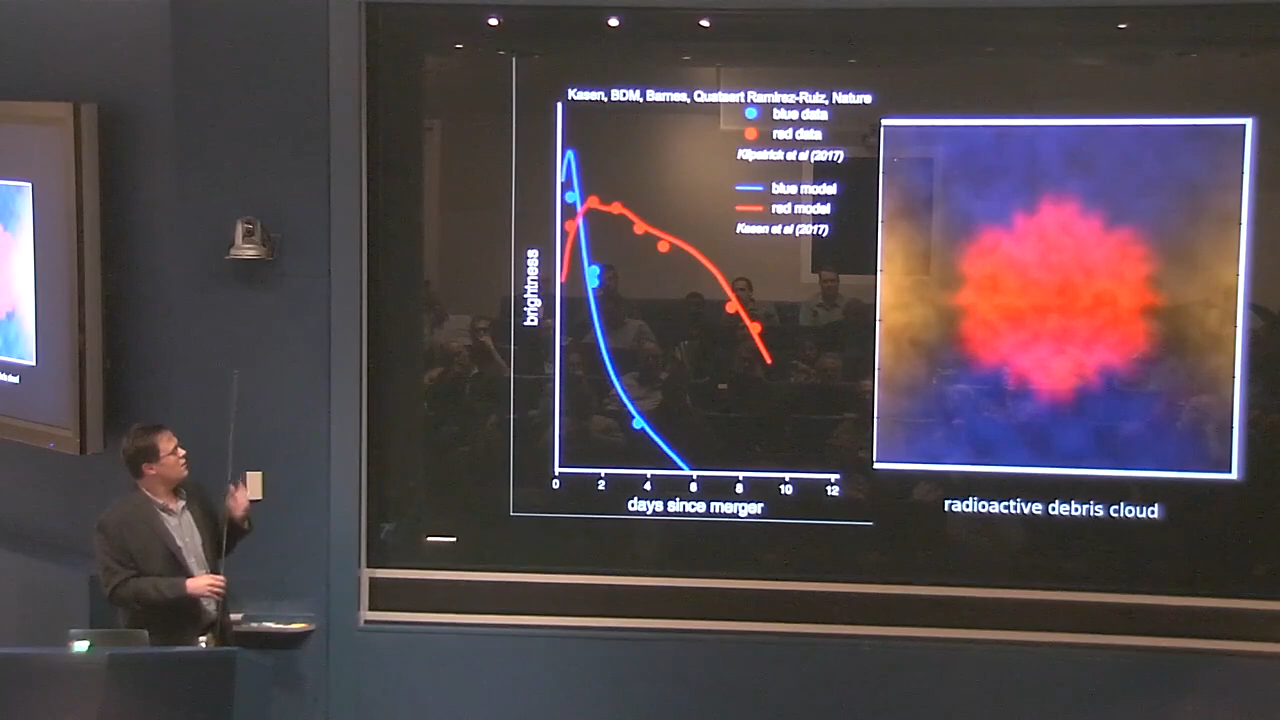 Kasen, BDM, Barnes, Quataert Ramirez-Ruiz, Nature
blue data
red data
Kilpatrick et al (2017)
blue model
red model
Kasen et al (2017)
brightness
0 2 4 6 8 10 12
days since merger
radioactive debris cloud
cloud